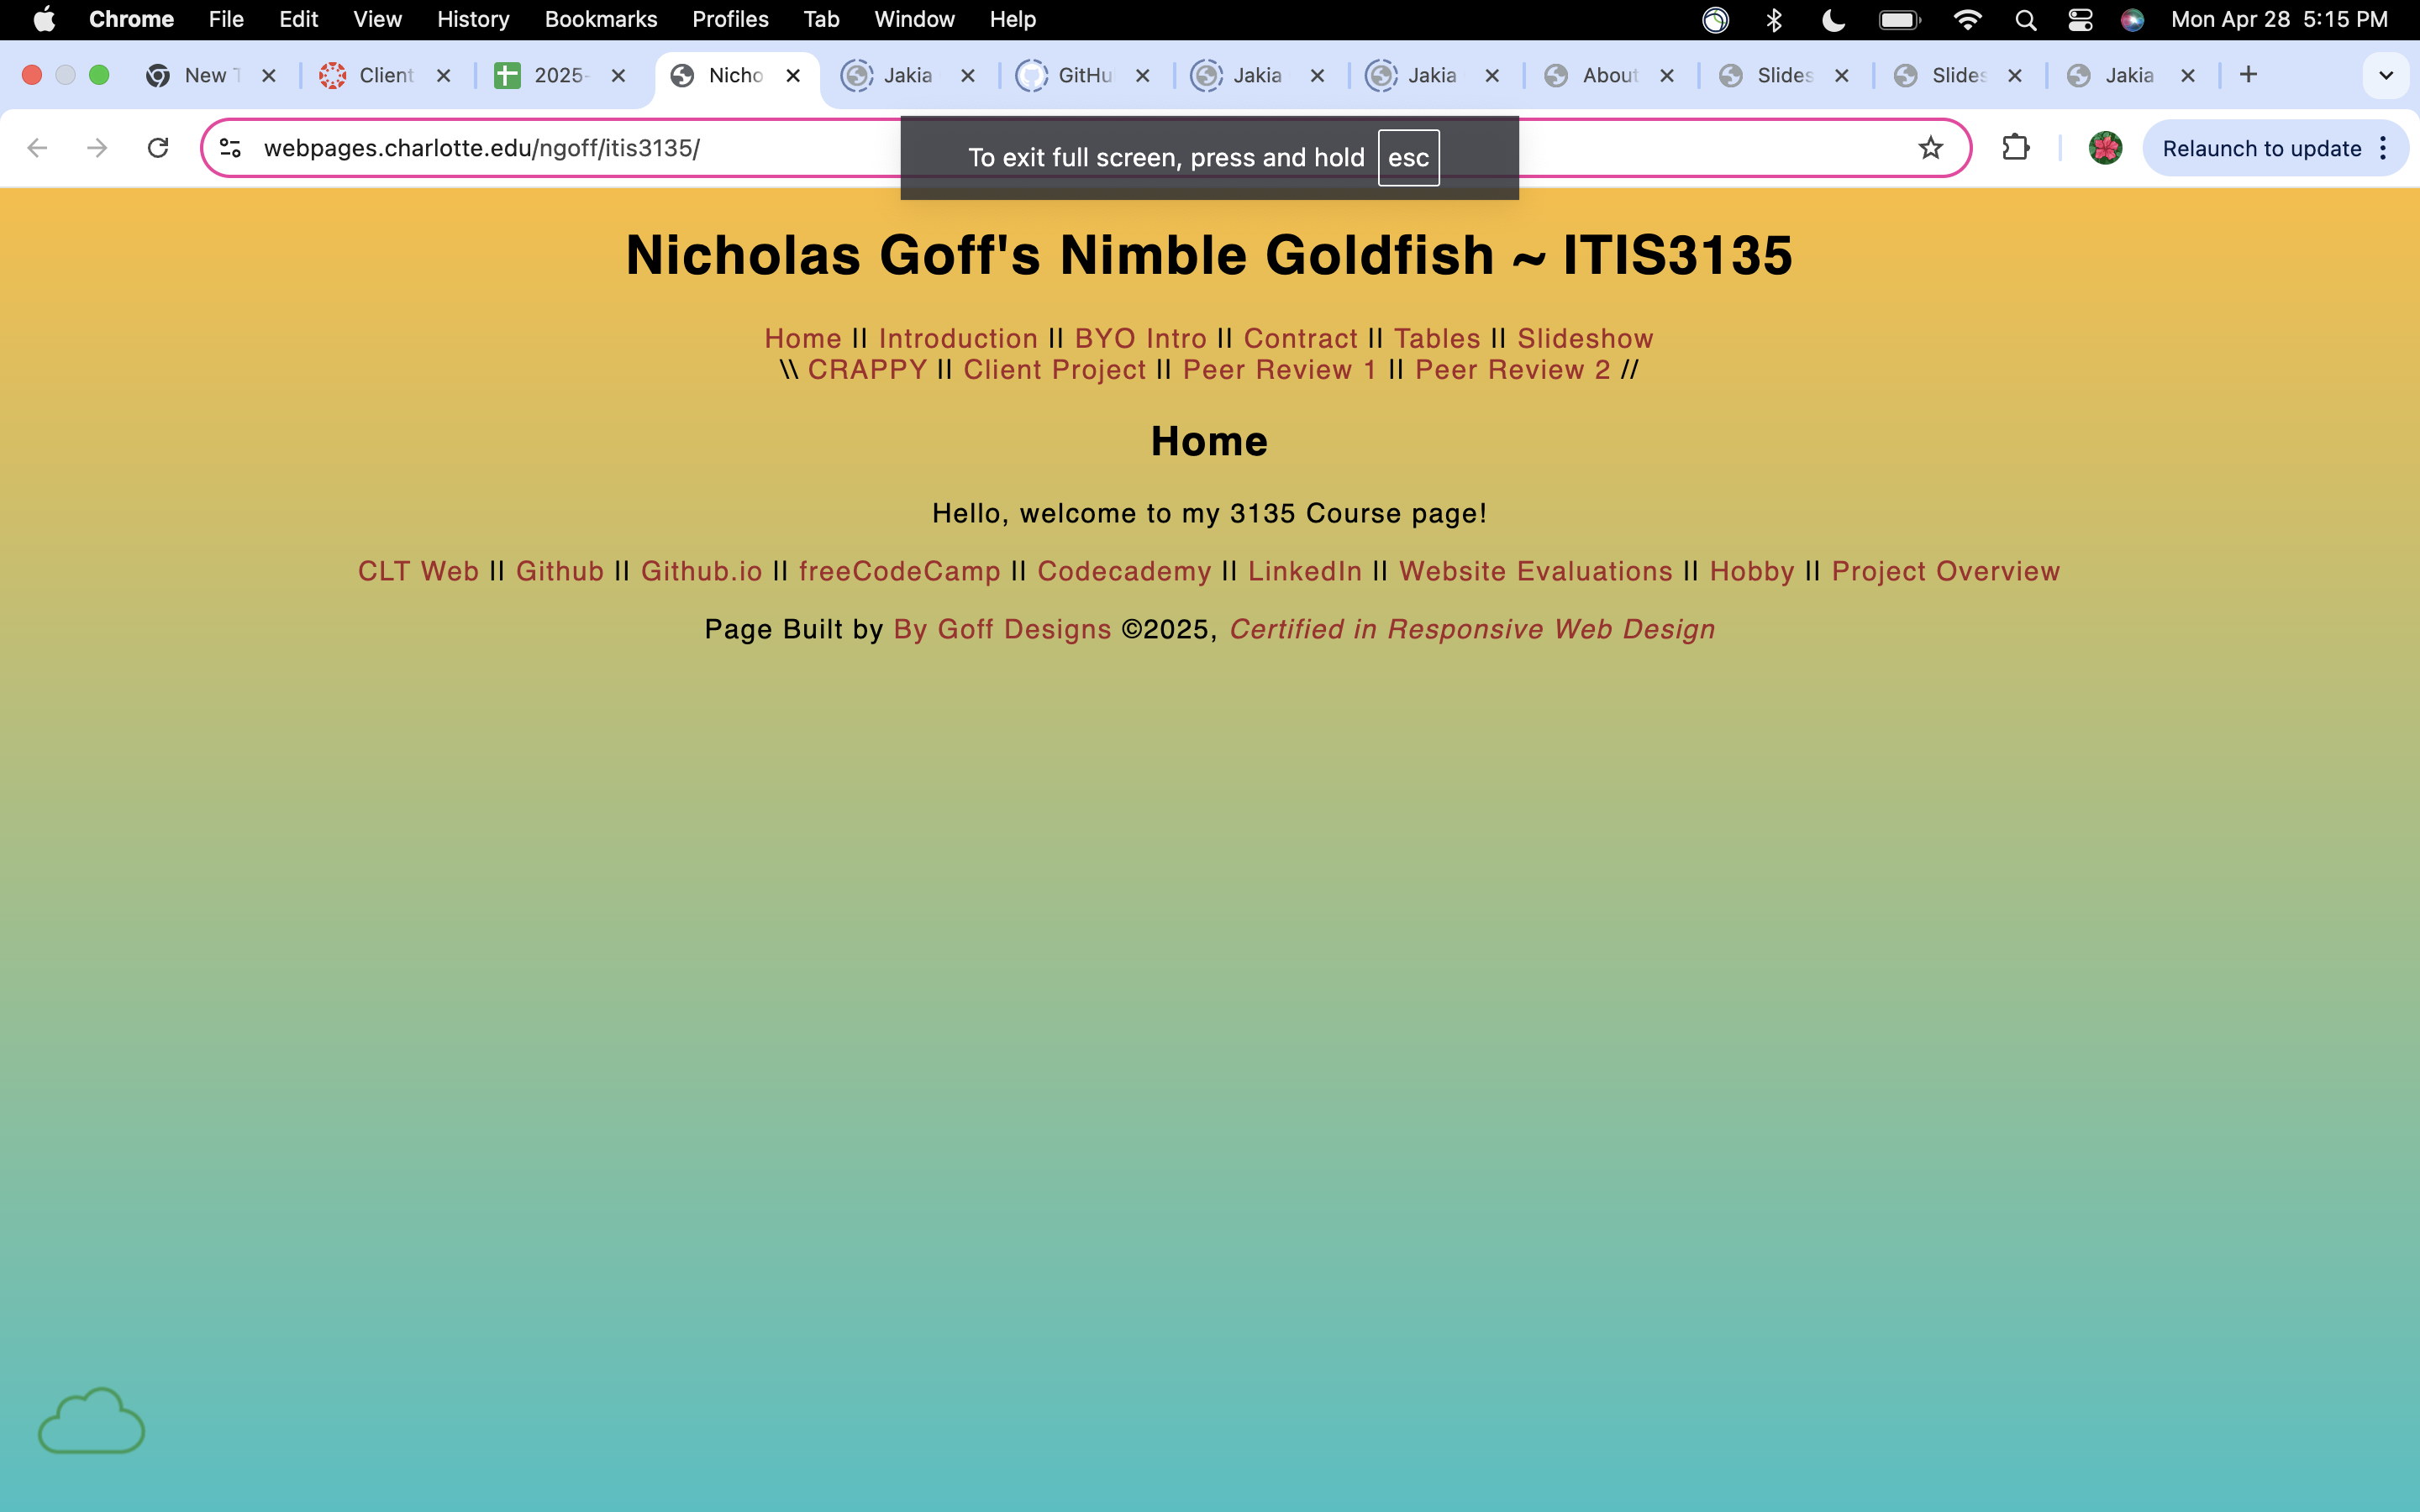 Chrome File Edit View History Bookmarks Profiles Tab Window Help Mon Apr 28 5:15 PM
New Client 2025- Nicho Jakia GitHu Jakia Jakia About Slides Slides Jakia
webpages.charlotte.edu/ngoff/itis3135/ To exit full screen, press and hold esc Relaunch to update
Nicholas Goff's Nimble Goldfish ~ ITIS3135
Home || Introduction || BYO Intro || Contract || Tables || Slideshow
\\ CRAPPY || Client Project || Peer Review 1 || Peer Review 2 //
Home
Hello, welcome to my 3135 Course page!
CLT Web || Github || Github.io || freeCodeCamp || Codecademy || LinkedIn || Website Evaluations || Hobby || Project Overview
Page Built by By Goff Designs ©2025, Certified in Responsive Web Design